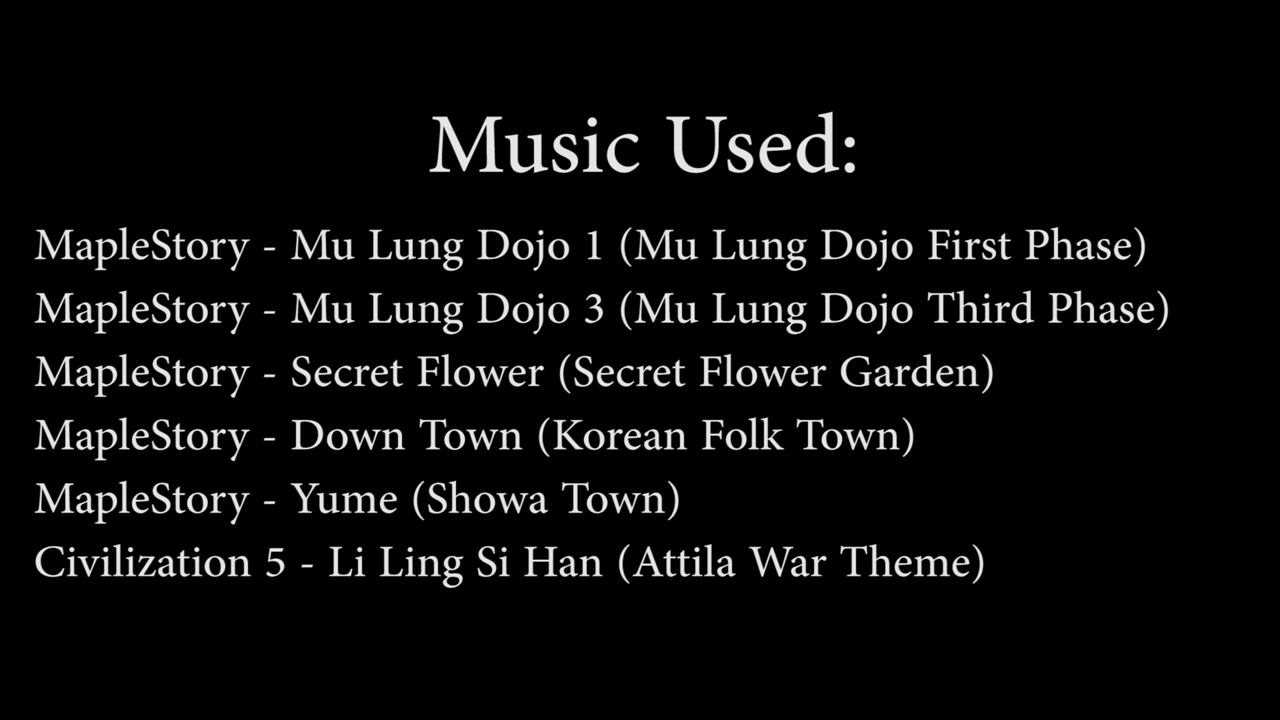 Music Used:
MapleStory - Mu Lung Dojo 1 (Mu Lung Dojo First Phase)
MapleStory - Mu Lung Dojo 3 (Mu Lung Dojo Third Phase)
MapleStory - Secret Flower (Secret Flower Garden)
MapleStory - Down Town (Korean Folk Town)
MapleStory - Yume (Showa Town)
Civilization 5 - Li Ling Si Han (Attila War Theme)